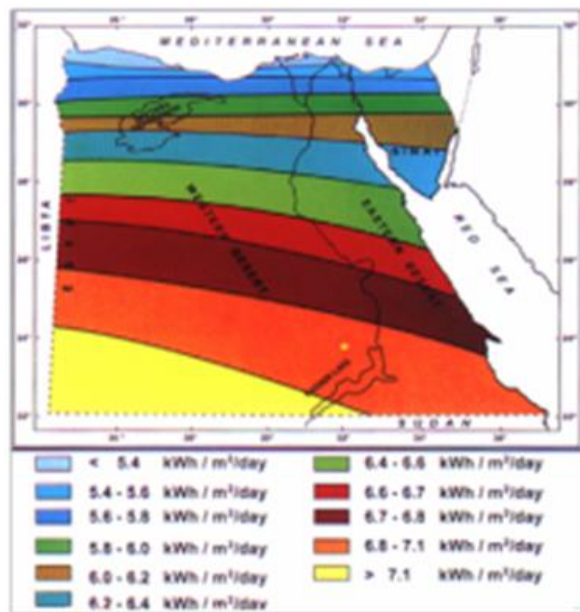 MEDITERRANEAN SEA
SINAI
LIBYA
WESTERN DESERT
EASTERN DESERT
RED SEA
SUDAN
< 5.4 kWh / m²/day
5.4 - 5.6 kWh / m²/day
5.6 - 5.8 kWh / m²/day
5.8 - 6.0 kWh / m²/day
6.0 - 6.2 kWh / m²/day
6.2 - 6.4 kWh / m²/day
6.4 - 6.6 kWh / m²/day
6.6 - 6.7 kWh / m²/day
6.7 - 6.8 kWh / m²/day
6.8 - 7.1 kWh / m²/day
> 7.1 kWh / m²/day